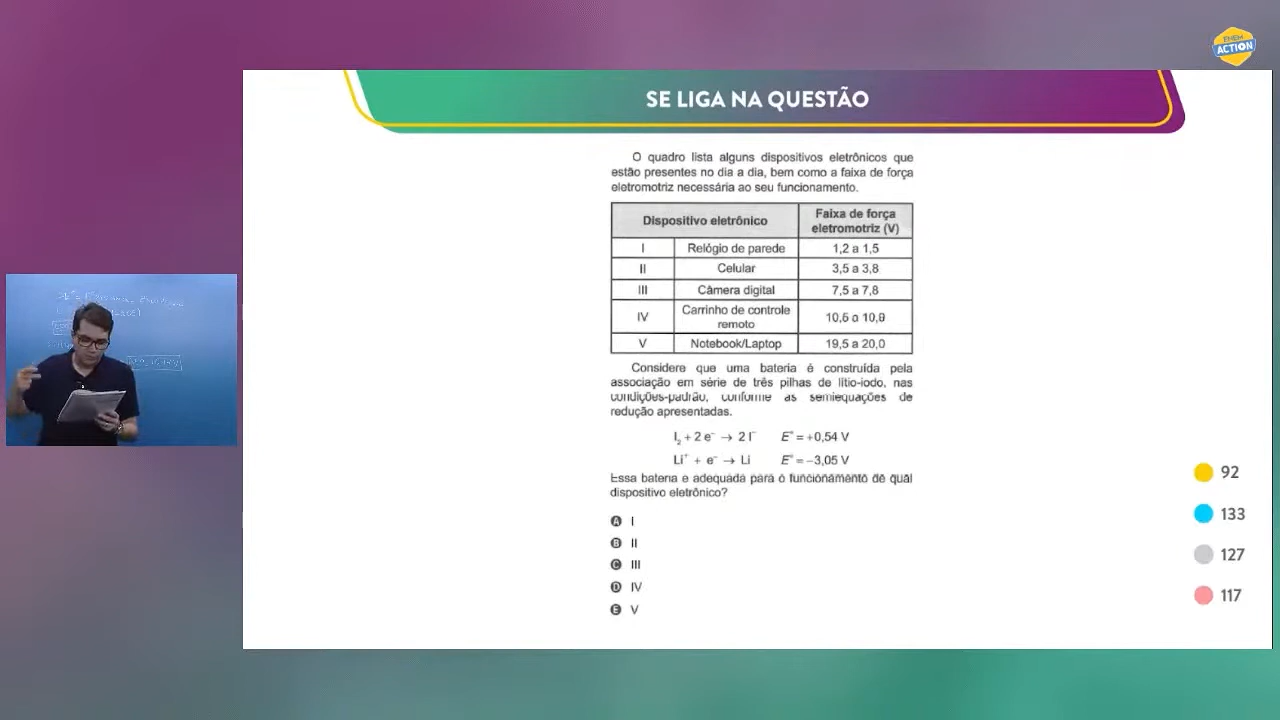 ENEM
ACTION
SE LIGA NA QUESTÃO
O quadro lista alguns dispositivos eletrônicos que
estão presentes no dia a dia, bem como a faixa de força
eletromotriz necessária ao seu funcionamento.
Dispositivo eletrônico
Faixa de força
eletromotriz (V)
I Relógio de parede 1,2 a 1,5
II Celular 3,5 a 3,8
III Câmera digital 7,5 a 7,8
IV Carrinho de controle
remoto 10,6 a 10,9
V Notebook/Laptop 19,5 a 20,0
Considere que uma bateria é construída pela
associação em série de três pilhas de lítio-iodo, nas
condições-padrão, conforme as semiequações de
redução apresentadas.
I₂ + 2 e⁻ → 2 I⁻ E° = +0,54 V
Li⁺ + e⁻ → Li E° = −3,05 V
Essa bateria é adequada para o funcionamento de qual
dispositivo eletrônico?
A I
B II
C III
D IV
E V
92
133
127
117